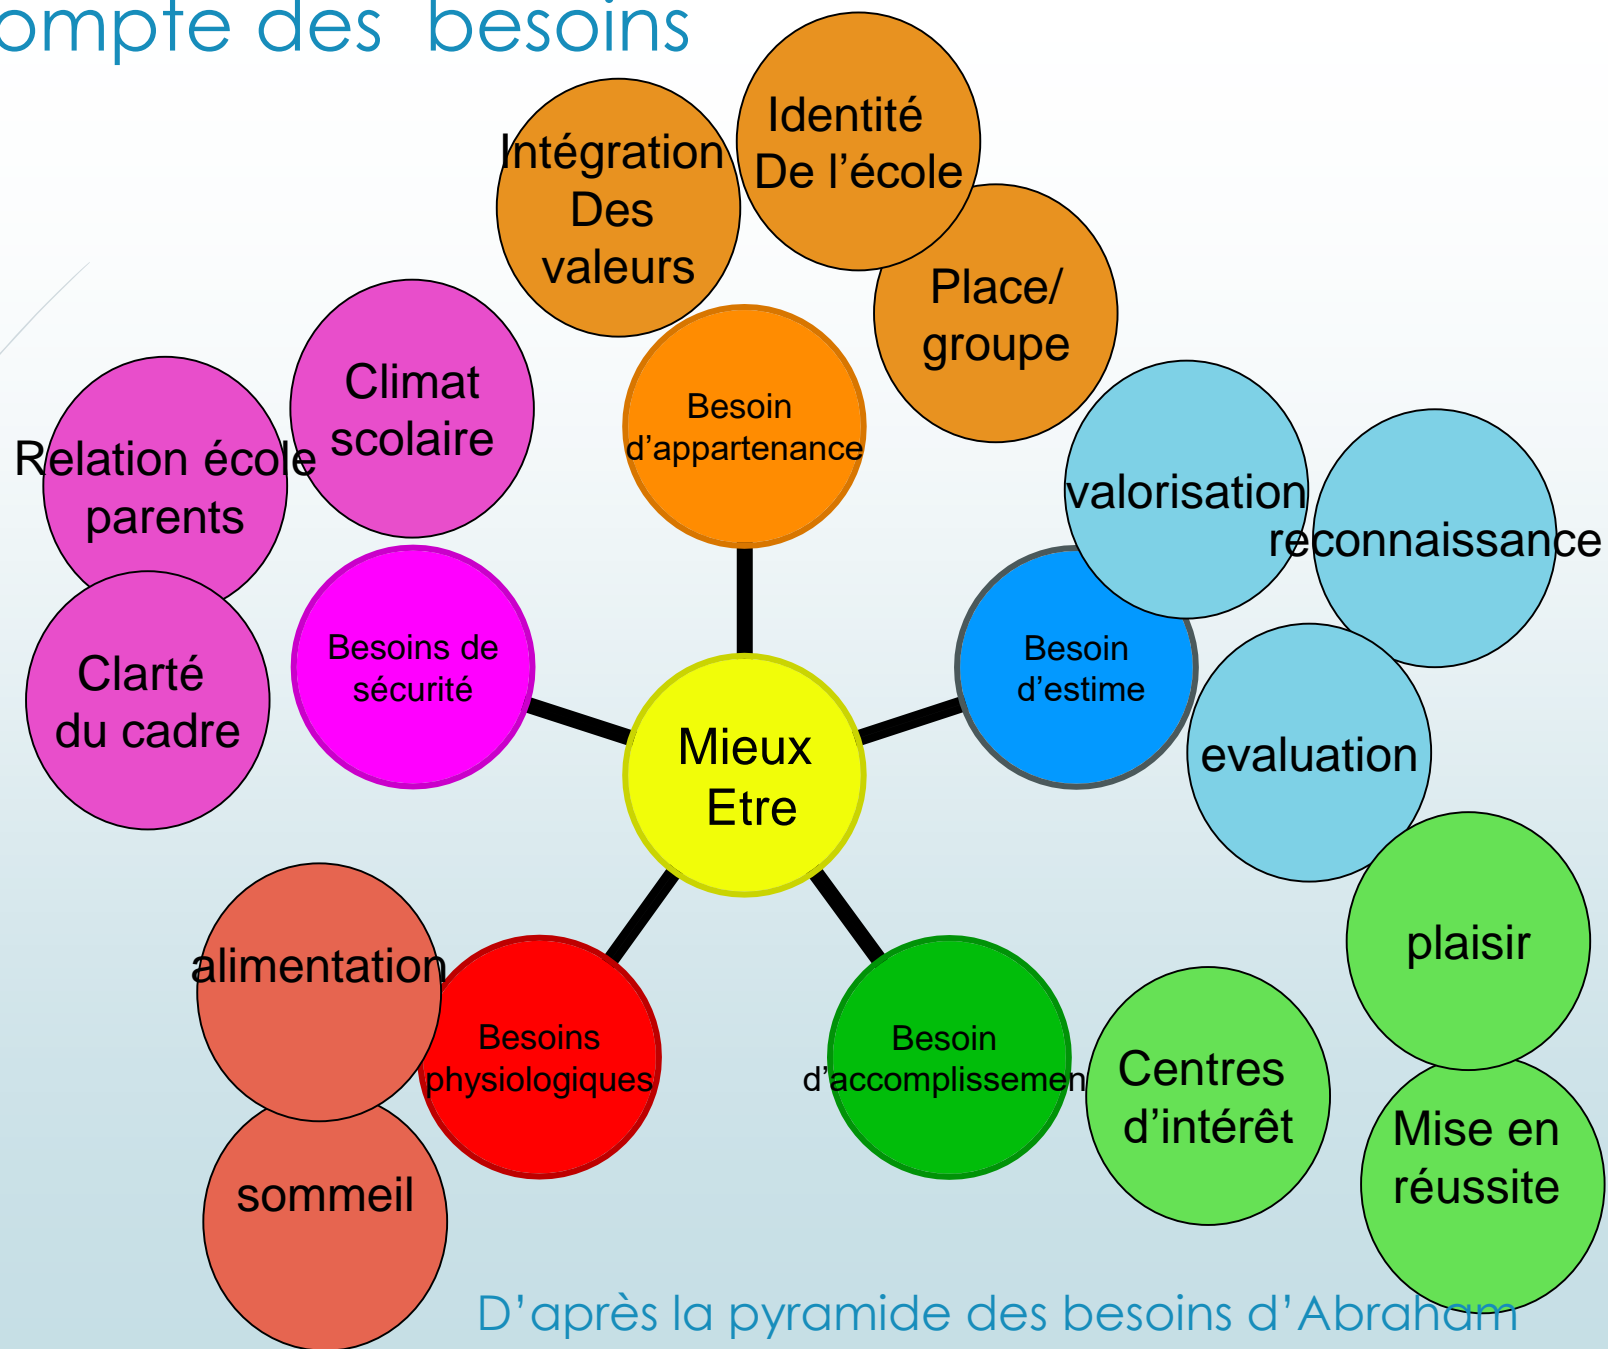 ompte des besoins
Identité
De l’école
Intégration
Des
valeurs
Place/
groupe
Climat
scolaire
Besoin
d’appartenance
Relation école
parents
valorisation
reconnaissance
Besoins de
sécurité
Besoin
d’estime
Clarté
du cadre
Mieux
Etre
evaluation
alimentation
plaisir
Besoins
physiologiques
Besoin
d’accomplissemen
Centres
d’intérêt
Mise en
réussite
sommeil
D’après la pyramide des besoins d’Abraham